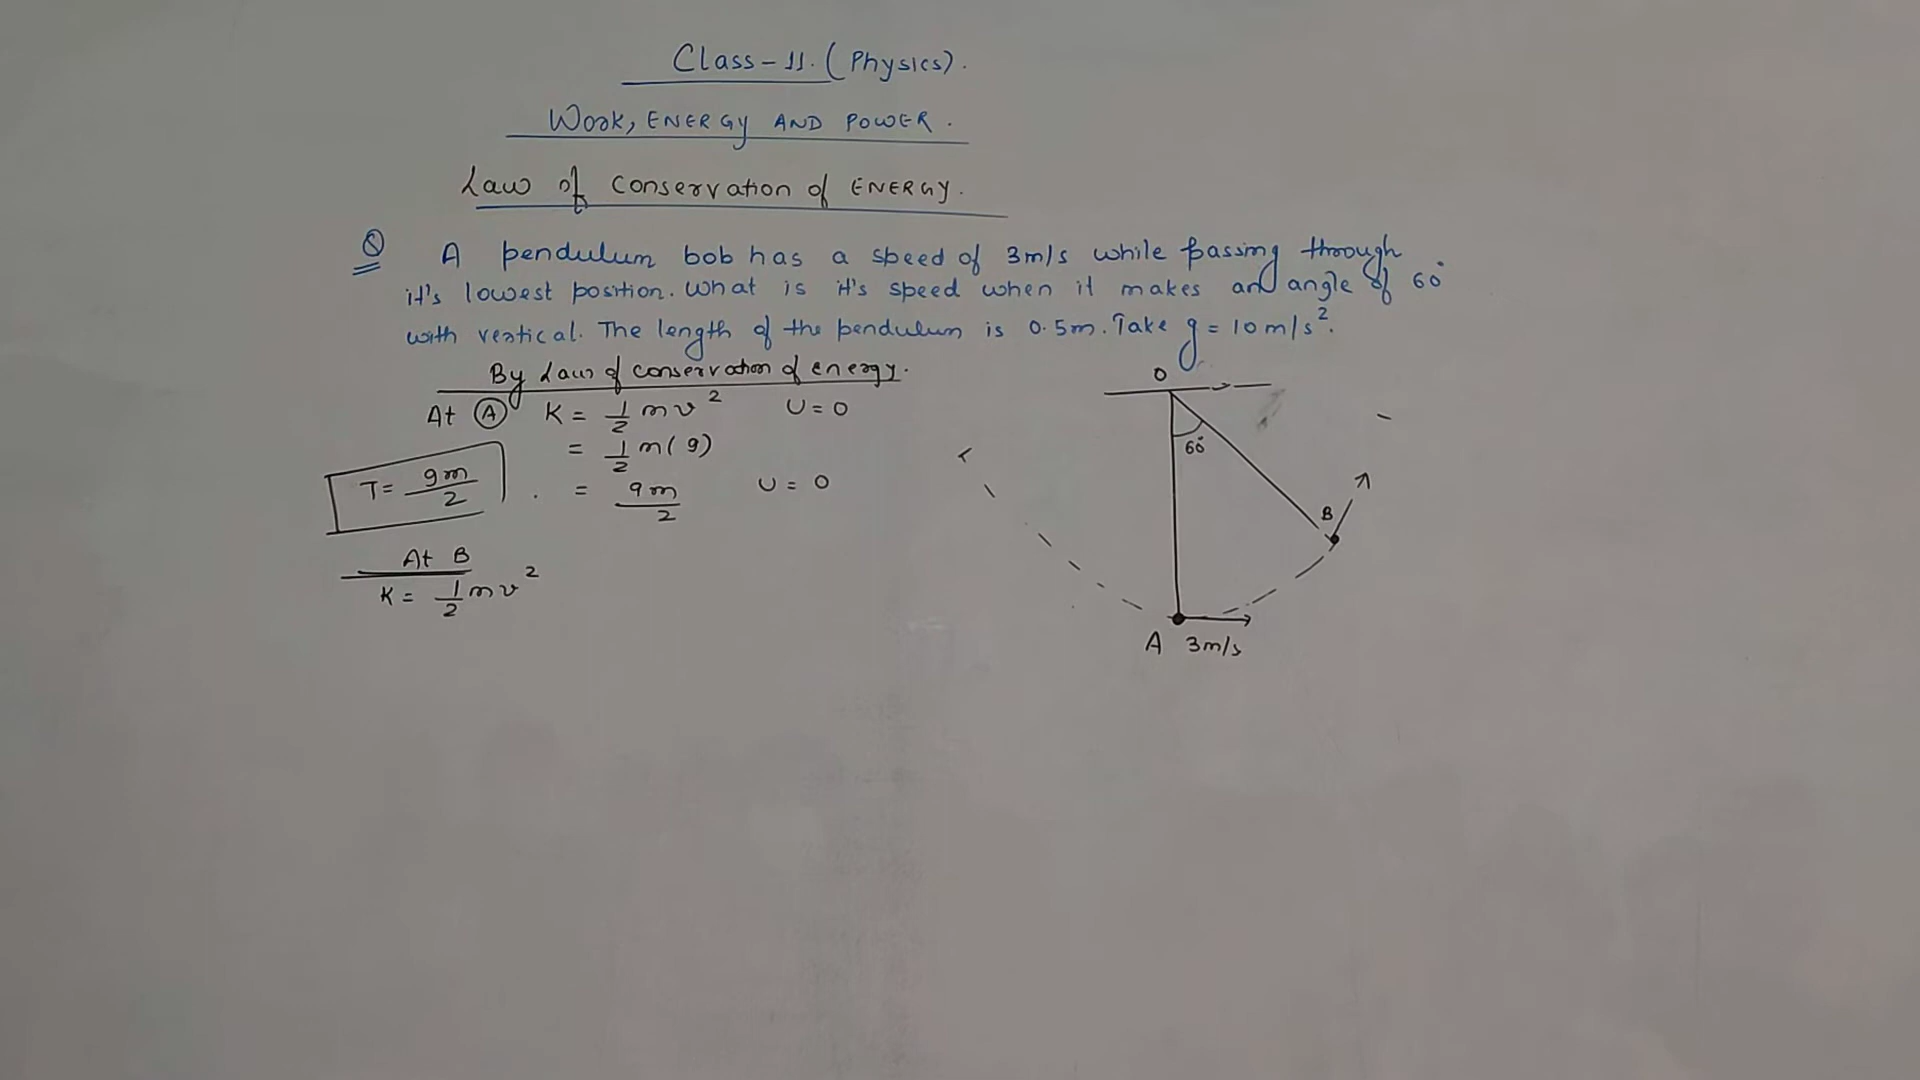 Class-11. (Physics).
Work, ENERGY AND POWER.
Law of conservation of ENERGY.
Q A pendulum bob has a speed of 3m/s while passing through
it's lowest position. What is it's speed when it makes an angle of 60°
with vertical. The length of the pendulum is 0.5m. Take g = 10m/s².
By Law of conservation of energy.
At A K = 1/2 mv² U = 0
= 1/2 m(9)
T = 9m/2 = 9m/2 U = 0
At B
K = 1/2 mv²
O
60°
B
A 3m/s